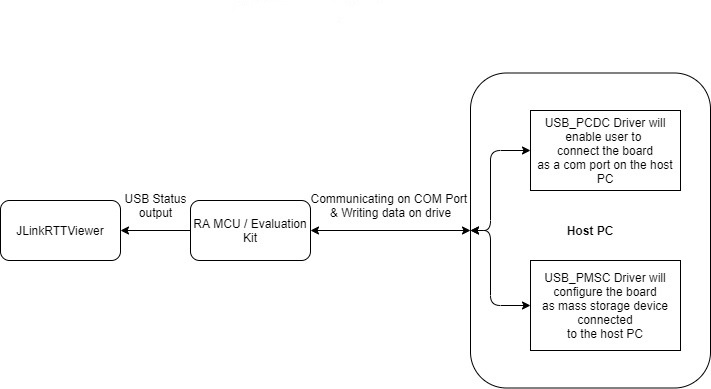 JLinkRTTViewer
USB Status
output
RA MCU / Evaluation
Kit
Communicating on COM Port
& Writing data on drive
USB_PCDC Driver will
enable user to
connect the board
as a com port on the host
PC
Host PC
USB_PMSC Driver will
configure the board
as mass storage device
connected
to the host PC